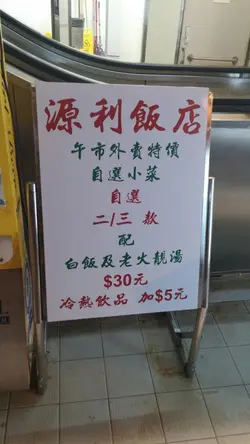 源利飯店
午市外賣特價
自選小菜
自選
二/三 款
配
白飯及老火靚湯
$30元
冷熱飲品 加$5元